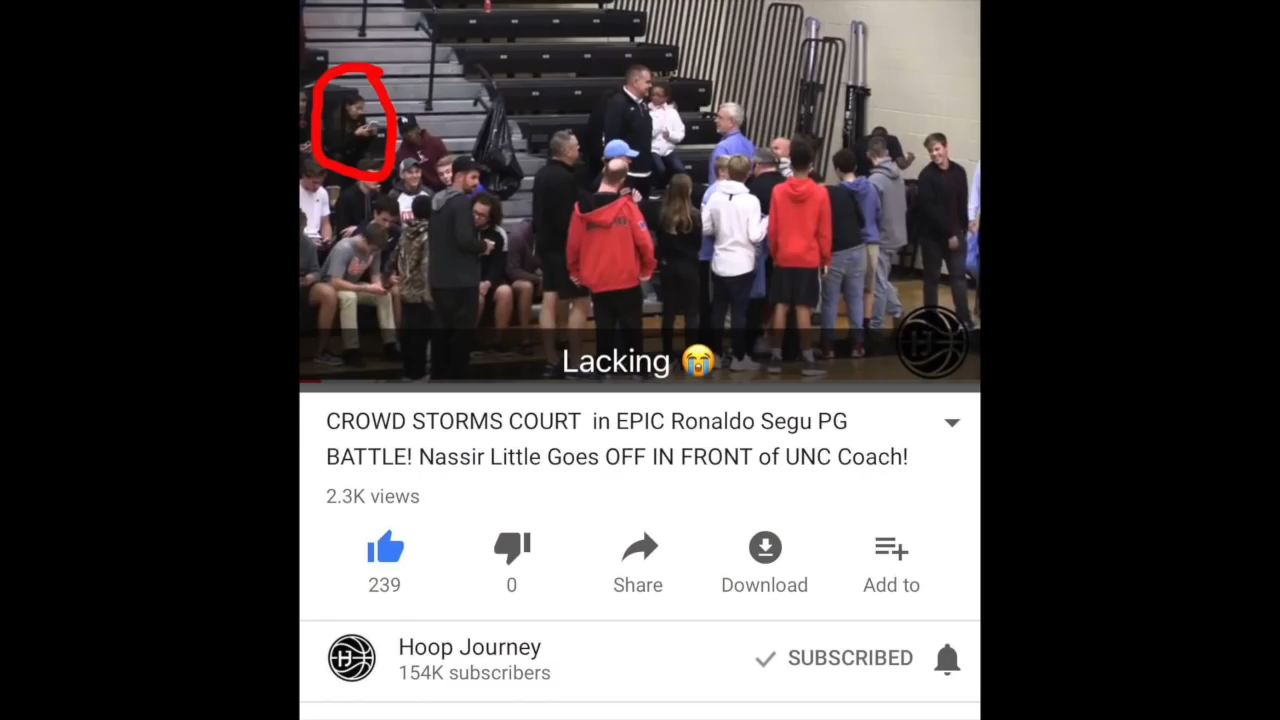 Lacking 😭
CROWD STORMS COURT in EPIC Ronaldo Segu PG
BATTLE! Nassir Little Goes OFF IN FRONT of UNC Coach!
2.3K views
239
0
Share
Download
Add to
HJ
Hoop Journey
154K subscribers
SUBSCRIBED